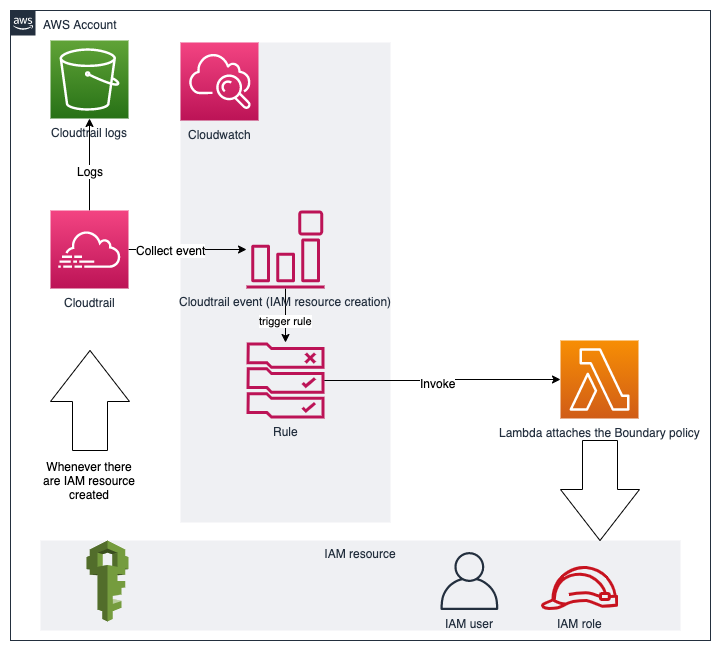 aws
AWS Account
Cloudtrail logs
Cloudwatch
Logs
Collect event
Cloudtrail
Cloudtrail event (IAM resource creation)
trigger rule
Invoke
Rule
Lambda attaches the Boundary policy
Whenever there
are IAM resource
created
IAM resource
IAM user
IAM role